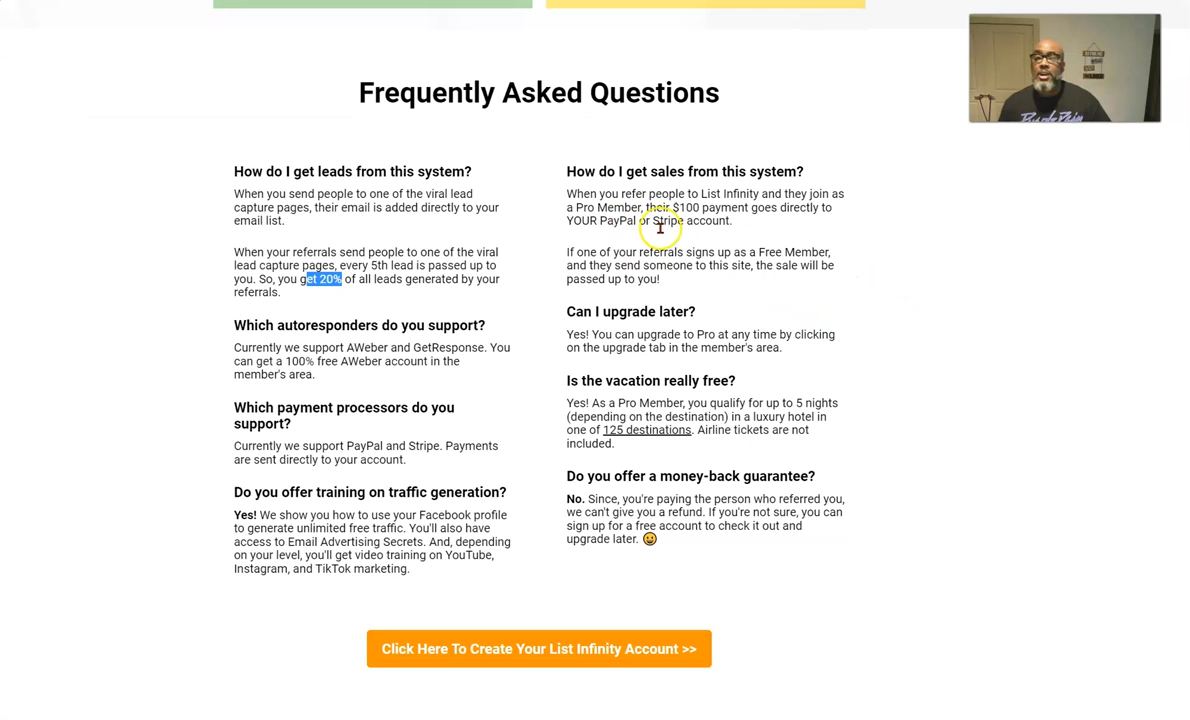 Frequently Asked Questions
How do I get leads from this system?
When you send people to one of the viral lead
capture pages, their email is added directly to your
email list.
When your referrals send people to one of the viral
lead capture pages, every 5th lead is passed up to
you. So, you get 20% of all leads generated by your
referrals.
Which autoresponders do you support?
Currently we support AWeber and GetResponse. You
can get a 100% free AWeber account in the
member's area.
Which payment processors do you
support?
Currently we support PayPal and Stripe. Payments
are sent directly to your account.
Do you offer training on traffic generation?
Yes! We show you how to use your Facebook profile
to generate unlimited free traffic. You'll also have
access to Email Advertising Secrets. And, depending
on your level, you'll get video training on YouTube,
Instagram, and TikTok marketing.
How do I get sales from this system?
When you refer people to List Infinity and they join as
a Pro Member, their $100 payment goes directly to
YOUR PayPal or Stripe account.
If one of your referrals signs up as a Free Member,
and they send someone to this site, the sale will be
passed up to you!
Can I upgrade later?
Yes! You can upgrade to Pro at any time by clicking
on the upgrade tab in the member's area.
Is the vacation really free?
Yes! As a Pro Member, you qualify for up to 5 nights
(depending on the destination) in a luxury hotel in
one of 125 destinations. Airline tickets are not
included.
Do you offer a money-back guarantee?
No. Since, you're paying the person who referred you,
we can't give you a refund. If you're not sure, you can
sign up for a free account to check it out and
upgrade later. 😃
Click Here To Create Your List Infinity Account >>